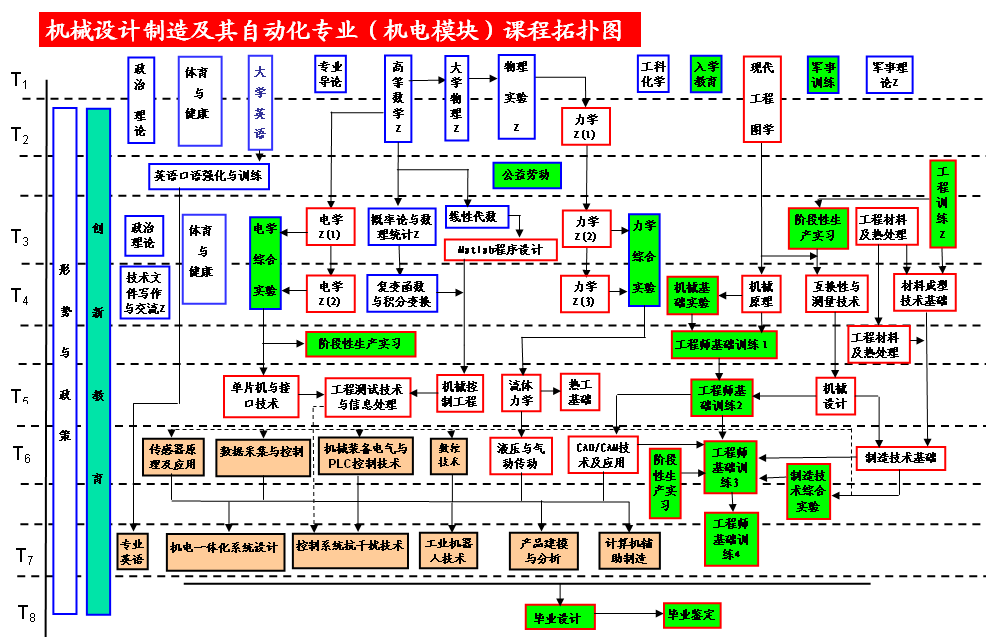 机械设计制造及其自动化专业（机电模块）课程拓扑图
T1
政治
理论
体育
与
健康
大
学
英
语
专业
导论
高
等
数
学
Z
大
学
物
理
Z
物理
实验
Z
工科
化学
入学
教育
现代
工程
图学
军事
训练
军事理
论Z
T2
力学
Z(1)
英语口语强化与训练
公益劳动
工
程
训
练
Z
T3
政治
理论
体育
与
健康
电学
综合
实验
电学
Z(1)
概率论与数
理统计Z
线性代数
Matlab程序设计
力学
Z(2)
力学
综合
实验
阶段性生
产实习
工程材料
及热处理
T4
技术文
件写作
与交流Z
电学
Z(2)
复变函数
与积分变换
力学
Z(3)
机械基
础实验
机械
原理
互换性与
测量技术
材料成型
技术基础
阶段性生产实习
工程师基础训练1
工程材料
及热处理
T5
单片机与接
口技术
工程测试技术
与信息处理
机械控
制工程
流体
力学
热工
基础
工程师基
础训练2
机械
设计
T6
传感器原
理及应用
数据采集与控制
机械装备电气与
PLC控制技术
数控
技术
液压与气
动传动
CAD/CAM技
术及应用
阶段
性生
产实
习
工程师
基础训
练3
制造技术基础
制造技
术综合
实验
T7
专业
英语
机电一体化系统设计
控制系统抗干扰技术
工业机器
人技术
产品建模
与分析
计算机辅
助制造
工程师
基础训
练4
T8
毕业设计
毕业鉴定
形
势
与
政
策
创
新
教
育